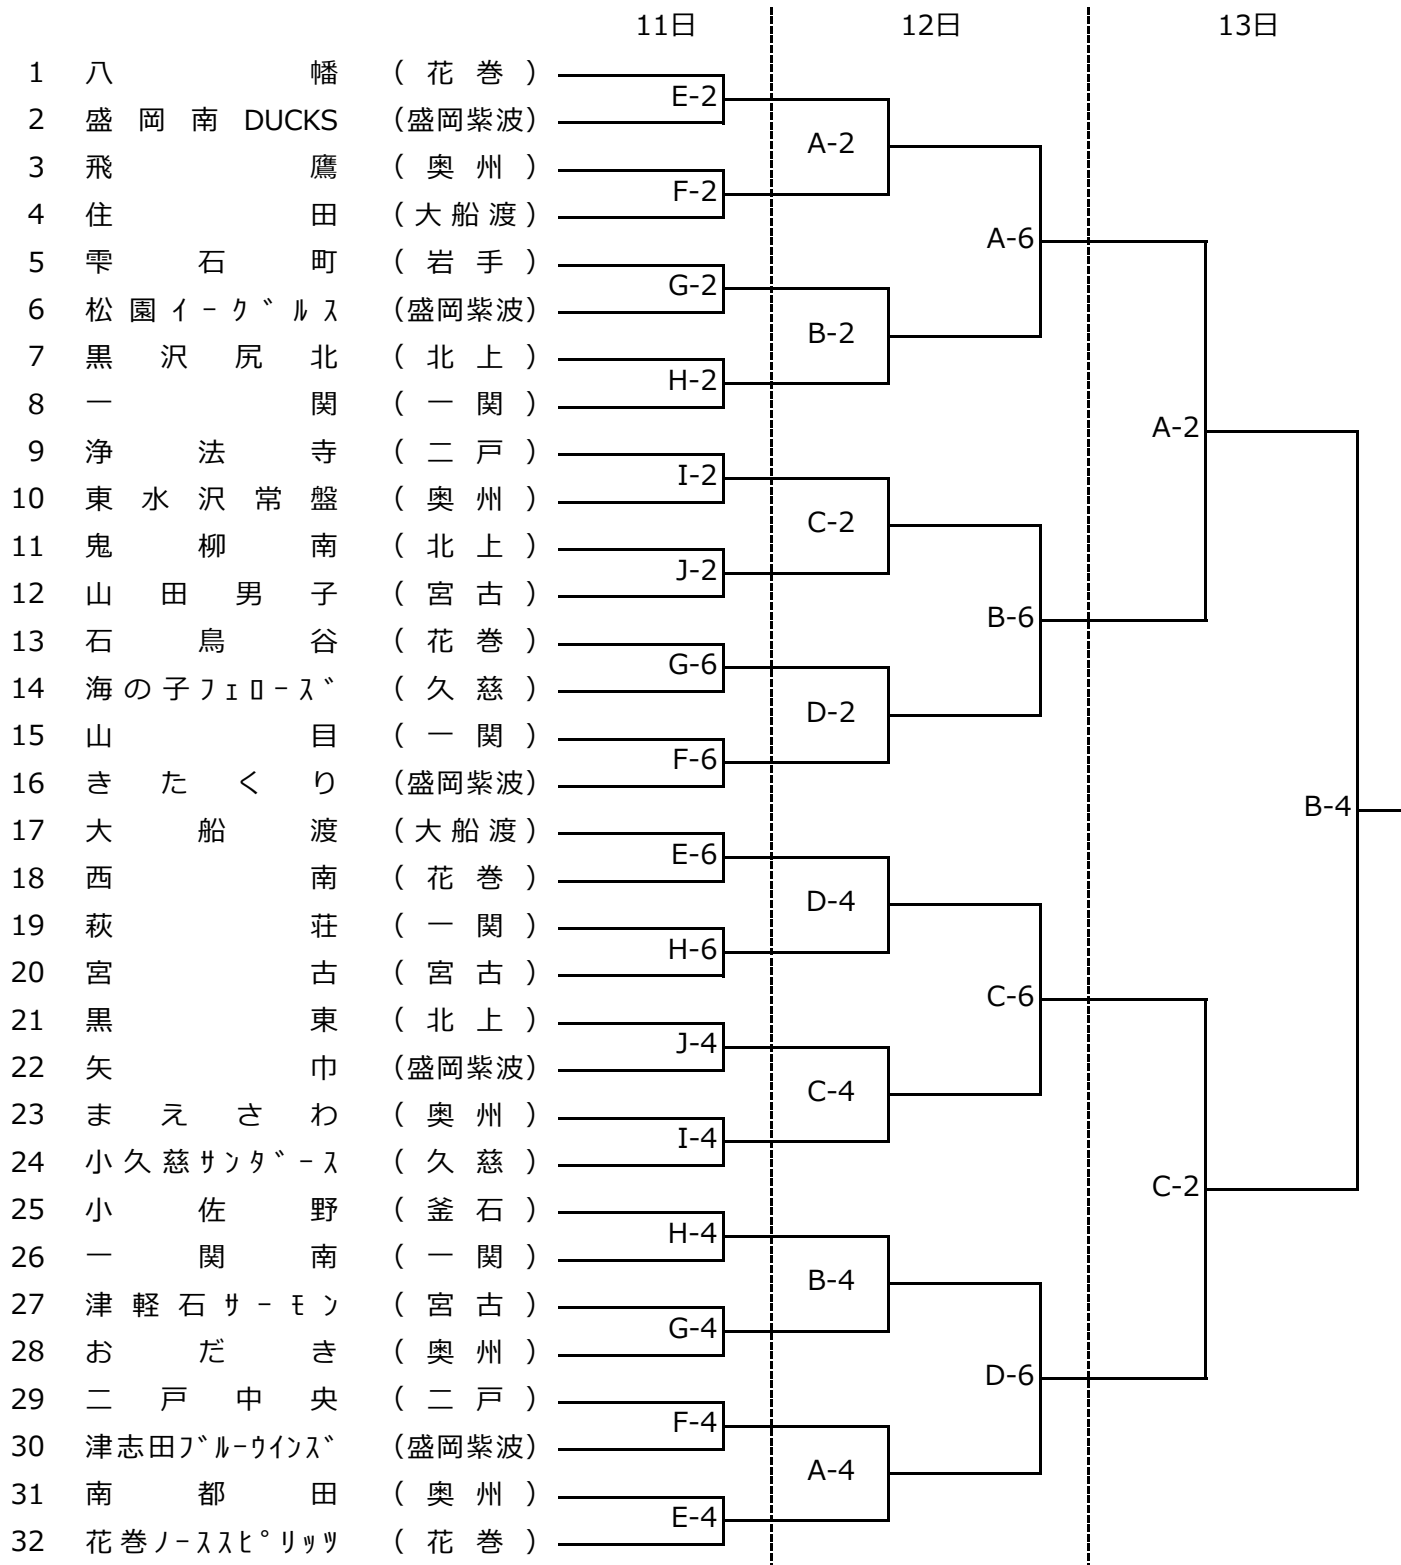 11日 12日 13日
1 八幡 (花巻)
E-2
2 盛岡南DUCKS (盛岡紫波)
A-2
3 飛鷹 (奥州)
F-2
4 住田 (大船渡)
A-6
5 雫石町 (岩手)
G-2
6 松園イーグルス (盛岡紫波)
B-2
7 黒沢尻北 (北上)
H-2
8 一関 (一関)
A-2
9 浄法寺 (二戸)
I-2
10 東水沢常盤 (奥州)
C-2
11 鬼柳南 (北上)
J-2
12 山田男子 (宮古)
B-6
13 石鳥谷 (花巻)
G-6
14 海の子フェローズ (久慈)
D-2
15 山目 (一関)
F-6
16 きたくり (盛岡紫波)
B-4
17 大船渡 (大船渡)
E-6
18 西南 (花巻)
D-4
19 萩荘 (一関)
H-6
20 宮古 (宮古)
C-6
21 黒東 (北上)
J-4
22 矢巾 (盛岡紫波)
C-4
23 まえさわ (奥州)
I-4
24 小久慈サンダース (久慈)
C-2
25 小佐野 (釜石)
H-4
26 一関南 (一関)
B-4
27 津軽石サーモン (宮古)
G-4
28 おだき (奥州)
D-6
29 二戸中央 (二戸)
F-4
30 津志田ブルーウインズ (盛岡紫波)
A-4
31 南都田 (奥州)
E-4
32 花巻ノーススピリッツ (花巻)